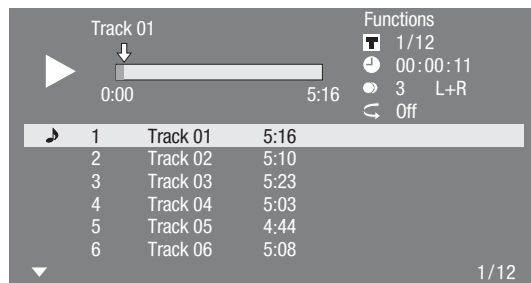 Track 01
0:00 5:16
Functions
T 1/12
00:00:11
3 L+R
Off
1 Track 01 5:16
2 Track 02 5:10
3 Track 03 5:23
4 Track 04 5:03
5 Track 05 4:44
6 Track 06 5:08
1/12